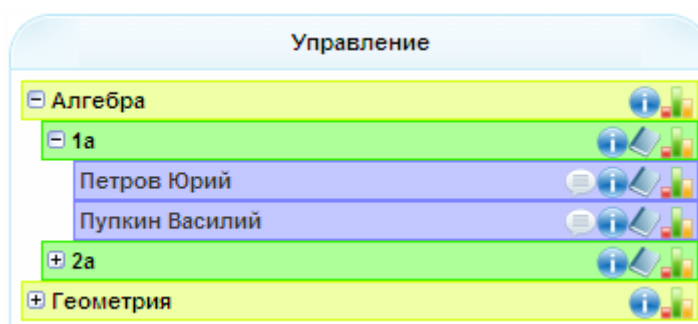 Управление
Алгебра
1а
Петров Юрий
Пупкин Василий
2а
Геометрия